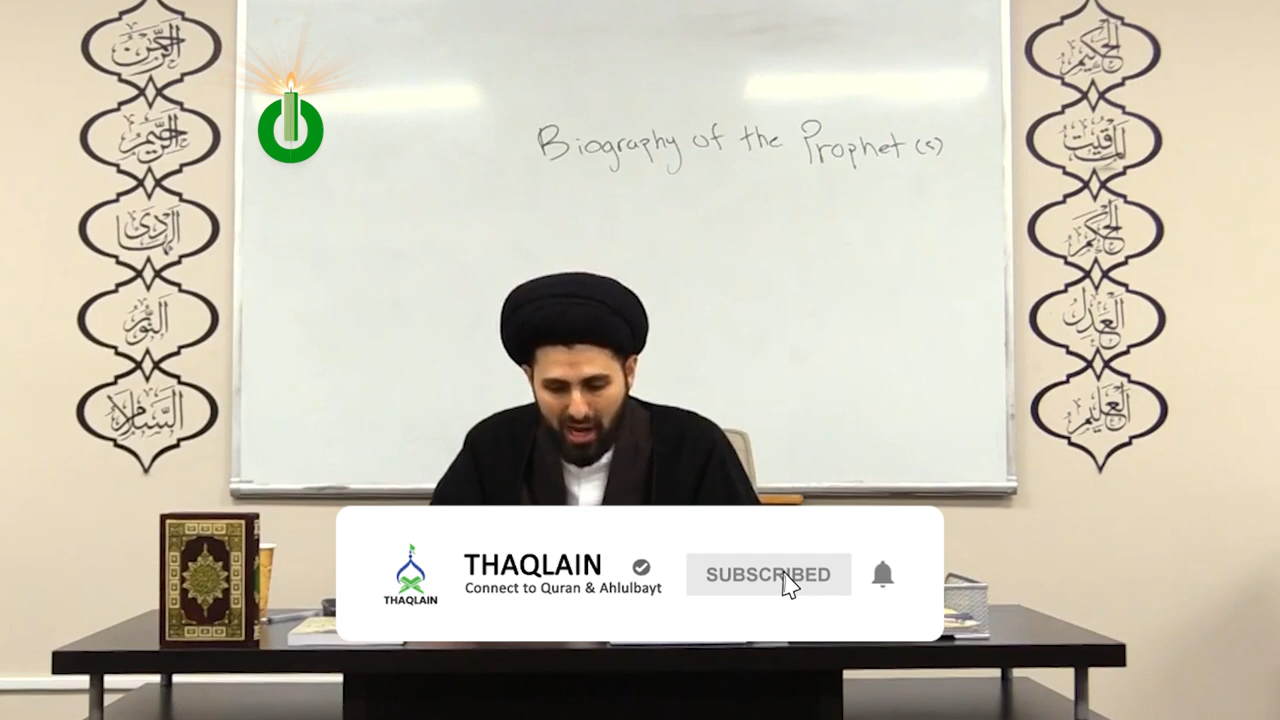 الرحمن
الرحيم
الهادي
النور
السلام
Biography of the Prophet (s)
الحكيم
المقيت
الحكم
العدل
العليم
THAQLAIN
THAQLAIN
Connect to Quran & Ahlulbayt
SUBSCRIBED